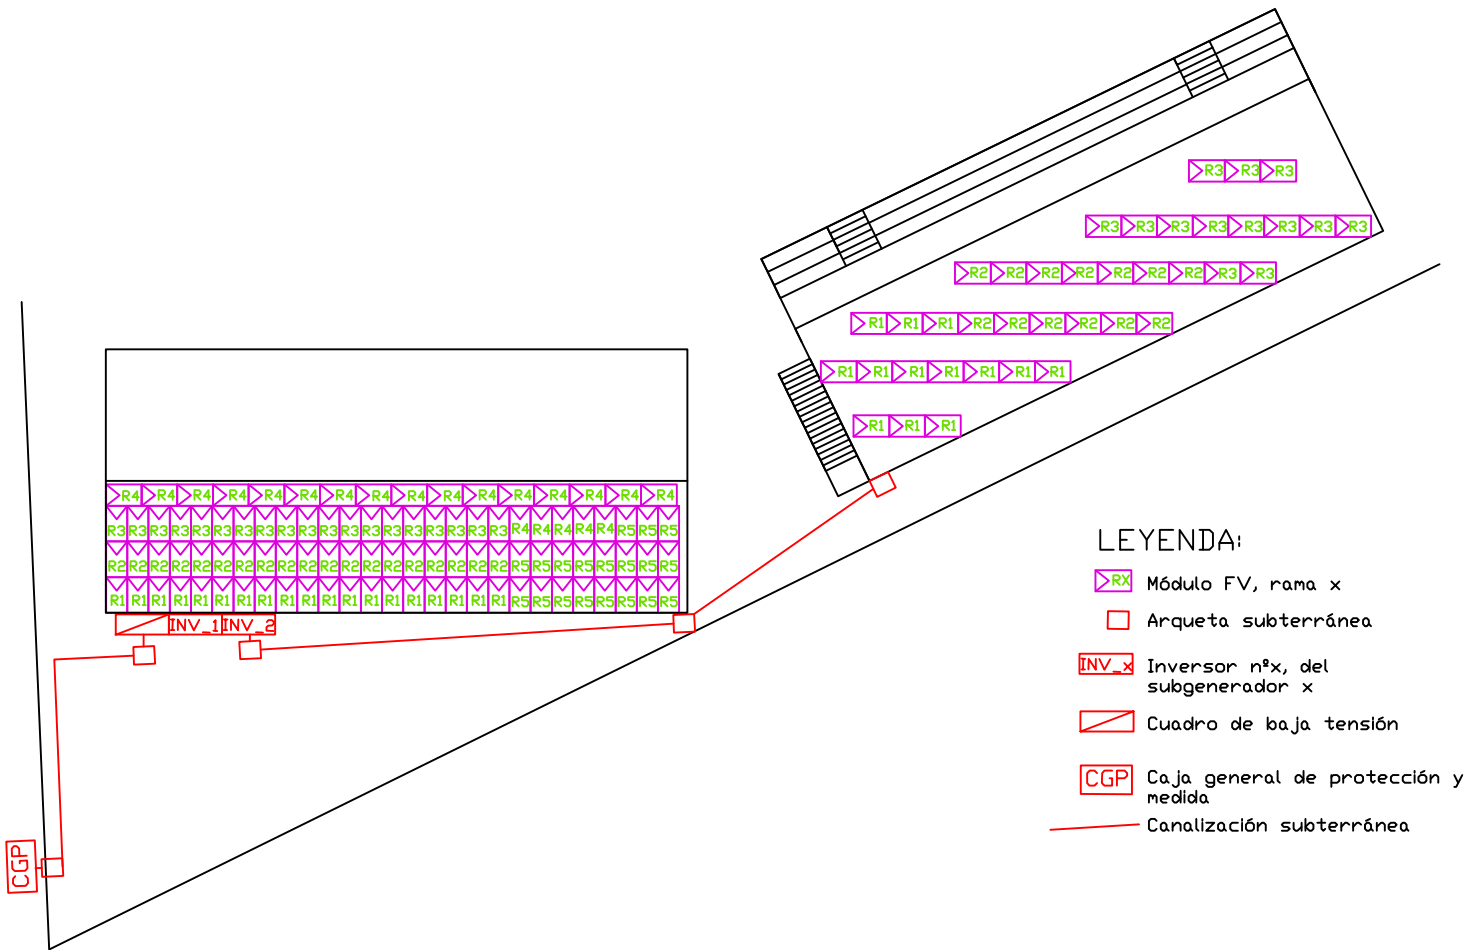 R3 R3 R3
R3 R3 R3 R3 R3 R3 R3 R3
R2 R2 R2 R2 R2 R2 R2 R3 R3
R1 R1 R1 R2 R2 R2 R2 R2 R2
R1 R1 R1 R1 R1 R1 R1
R1 R1 R1
R4 R4 R4 R4 R4 R4 R4 R4 R4 R4 R4 R4 R4 R4 R4 R4
R3 R3 R3 R3 R3 R3 R3 R3 R3 R3 R3 R3 R3 R3 R3 R3 R3 R3 R3 R4 R4 R4 R4 R4 R5 R5 R5
R2 R2 R2 R2 R2 R2 R2 R2 R2 R2 R2 R2 R2 R2 R2 R2 R2 R2 R2 R5 R5 R5 R5 R5 R5 R5 R5
R1 R1 R1 R1 R1 R1 R1 R1 R1 R1 R1 R1 R1 R1 R1 R1 R1 R1 R1 R5 R5 R5 R5 R5 R5 R5 R5
INV_1 INV_2
CGP
LEYENDA:
RX Módulo FV, rama x
Arqueta subterránea
INV_x Inversor nºx, del
subgenerador x
Cuadro de baja tensión
CGP Caja general de protección y
medida
Canalización subterránea